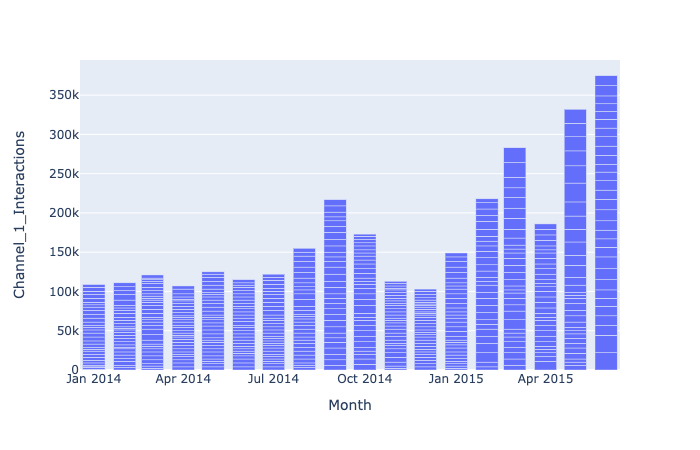 Channel_1_Interactions
350k
300k
250k
200k
150k
100k
50k
0
Jan 2014 Apr 2014 Jul 2014 Oct 2014 Jan 2015 Apr 2015
Month